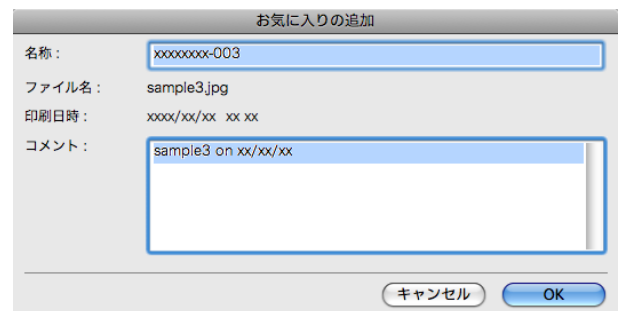 お気に入りの追加
名称： xxxxxxxx-003
ファイル名： sample3.jpg
印刷日時： xxxx/xx/xx xx xx
コメント： sample3 on xx/xx/xx
キャンセル OK